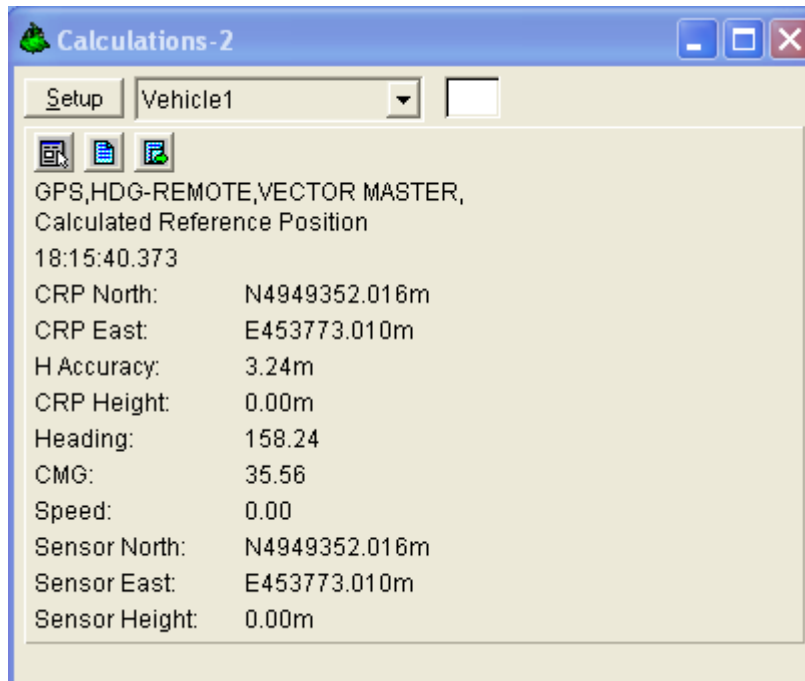 Calculations-2
Setup Vehicle1
GPS,HDG-REMOTE,VECTOR MASTER,
Calculated Reference Position
18:15:40.373
CRP North: N4949352.016m
CRP East: E453773.010m
H Accuracy: 3.24m
CRP Height: 0.00m
Heading: 158.24
CMG: 35.56
Speed: 0.00
Sensor North: N4949352.016m
Sensor East: E453773.010m
Sensor Height: 0.00m